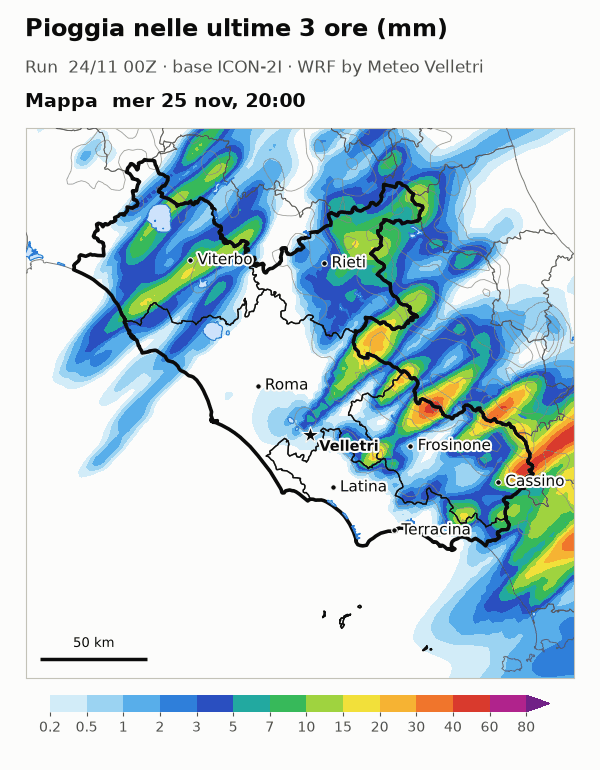 Pioggia nelle ultime 3 ore (mm)
Run  24/11 00Z · base ICON-2I · WRF by Meteo Velletri
Mappa  mer 25 nov, 20:00
Viterbo
Rieti
Roma
Velletri
Frosinone
Cassino
Latina
Terracina
50 km
0.2 0.5 1 2 3 5 7 10 15 20 30 40 60 80